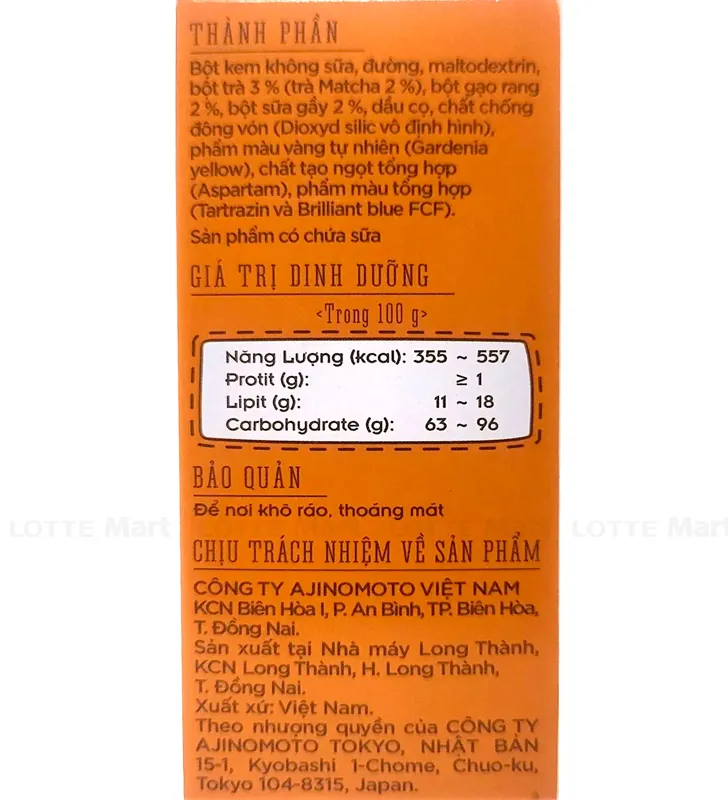 THÀNH PHẦN
Bột kem không sữa, đường, maltodextrin,
bột trà 3 % (trà Matcha 2 %), bột gạo rang
2 %, bột sữa gầy 2 %, dầu cọ, chất chống
đông vón (Dioxyd silic vô định hình),
phẩm màu vàng tự nhiên (Gardenia
yellow), chất tạo ngọt tổng hợp
(Aspartam), phẩm màu tổng hợp
(Tartrazin và Brilliant blue FCF).
Sản phẩm có chứa sữa
GIÁ TRỊ DINH DƯỠNG
<Trong 100 g>
Năng Lượng (kcal): 355 ~ 557
Protit (g): ≥ 1
Lipit (g): 11 ~ 18
Carbohydrate (g): 63 ~ 96
BẢO QUẢN
Để nơi khô ráo, thoáng mát
LOTTE Mart LOTTE Mart LOTTE Mart LOTTE Mart
CHỊU TRÁCH NHIỆM VỀ SẢN PHẨM
CÔNG TY AJINOMOTO VIỆT NAM
KCN Biên Hòa I, P. An Bình, TP. Biên Hòa,
T. Đồng Nai.
Sản xuất tại Nhà máy Long Thành,
KCN Long Thành, H. Long Thành,
T. Đồng Nai.
Xuất xứ: Việt Nam.
Theo nhượng quyền của CÔNG TY
AJINOMOTO TOKYO, NHẬT BẢN
15-1, Kyobashi 1-Chome, Chuo-ku,
Tokyo 104-8315, Japan.